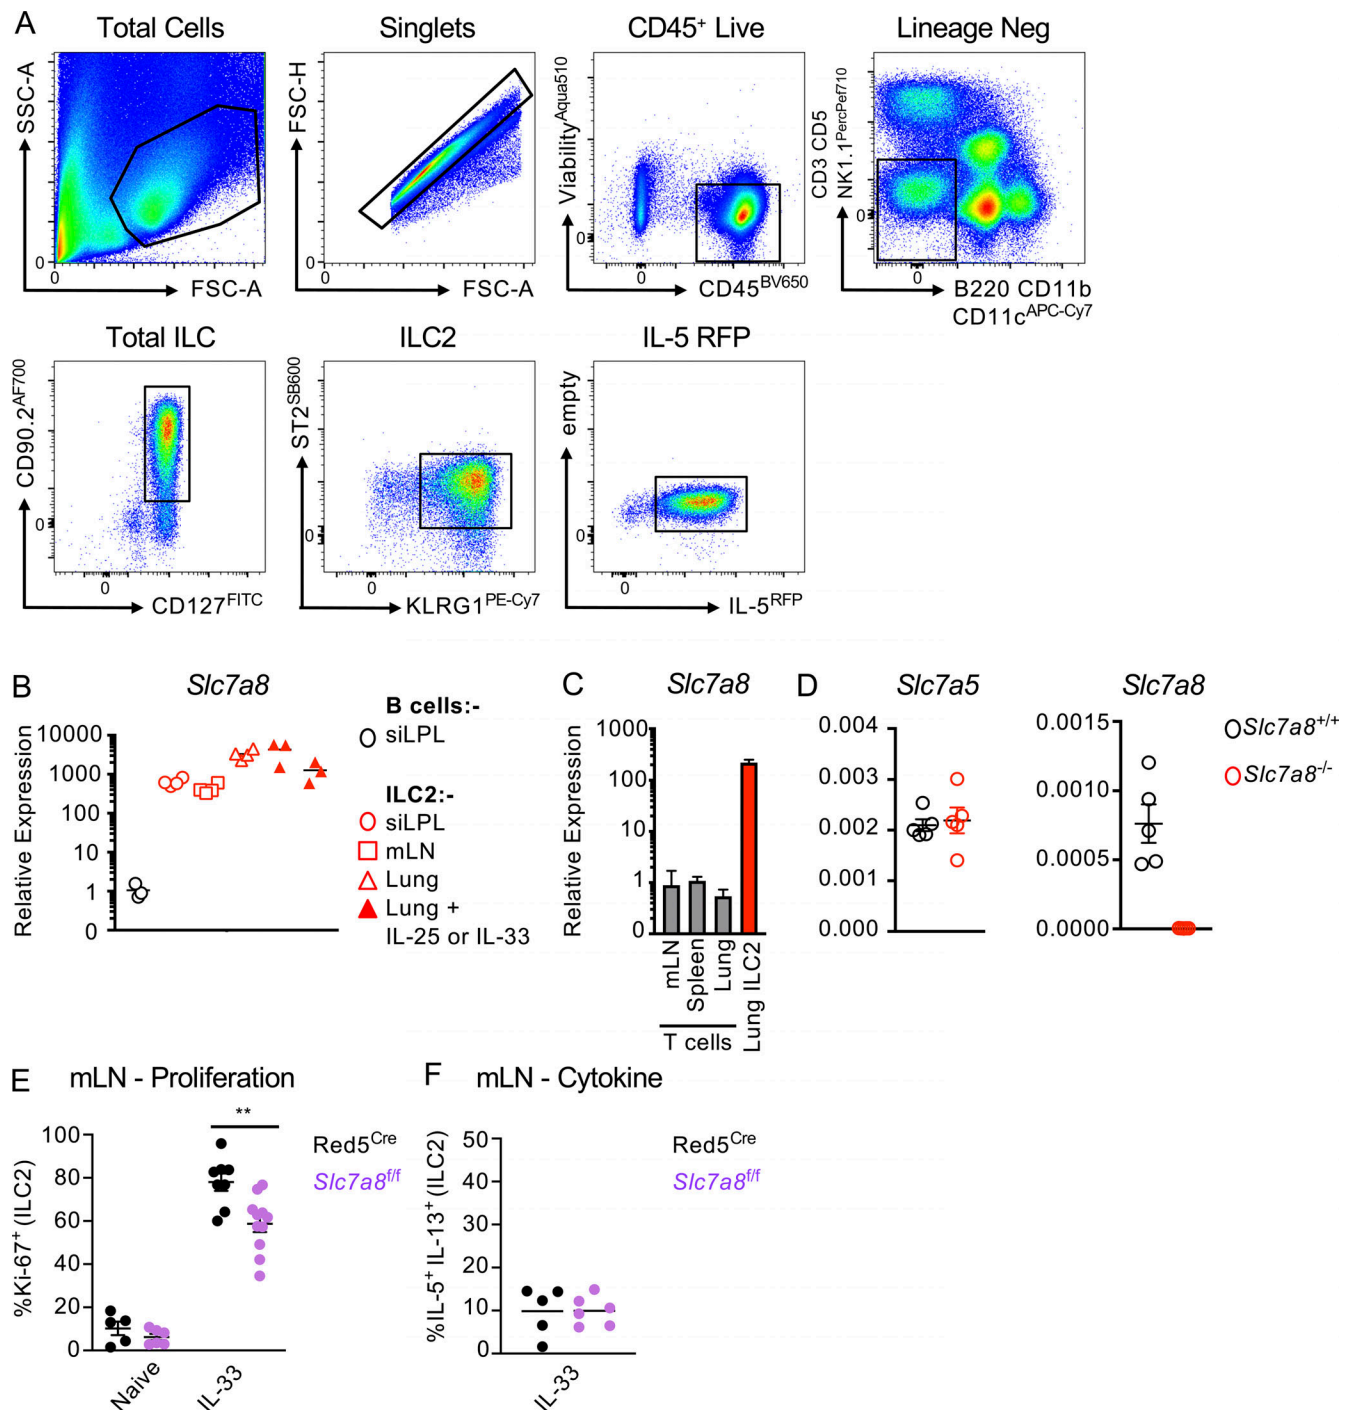 A
Total Cells
Singlets
CD45+ Live
Lineage Neg
SSC-A
0
FSC-A
FSC-H
0
FSC-A
ViabilityAqua510
0
0
CD45BV650
CD3 CD5
NK1.1PercPef710
0
0
B220 CD11b
CD11cAPC-Cy7
Total ILC
ILC2
IL-5 RFP
CD90.2AF700
0
0
CD127FITC
ST2SB600
0
0
KLRG1PE-Cy7
empty
0
0
IL-5RFP
B
Slc7a8
Relative Expression
10000
1000
100
10
1
0
B cells:-
siLPL
ILC2:-
siLPL
mLN
Lung
Lung +
IL-25 or IL-33
C
Slc7a8
Relative Expression
1000
100
1000
10
1
0
mLN
Spleen
Lung
Lung ILC2
T cells
D
Slc7a5
0.004
0.003
0.002
0.001
0.000
Slc7a8
0.0015
0.0010
0.0005
0.0000
Slc7a8+/+
Slc7a8-/-
E
mLN - Proliferation
%Ki-67+ (ILC2)
100
80
60
40
20
0
**
Naive
IL-33
Red5Cre
Slc7a8f/f
F
mLN - Cytokine
%IL-5+ IL-13+ (ILC2)
50
40
30
20
10
0
IL-33
Red5Cre
Slc7a8f/f